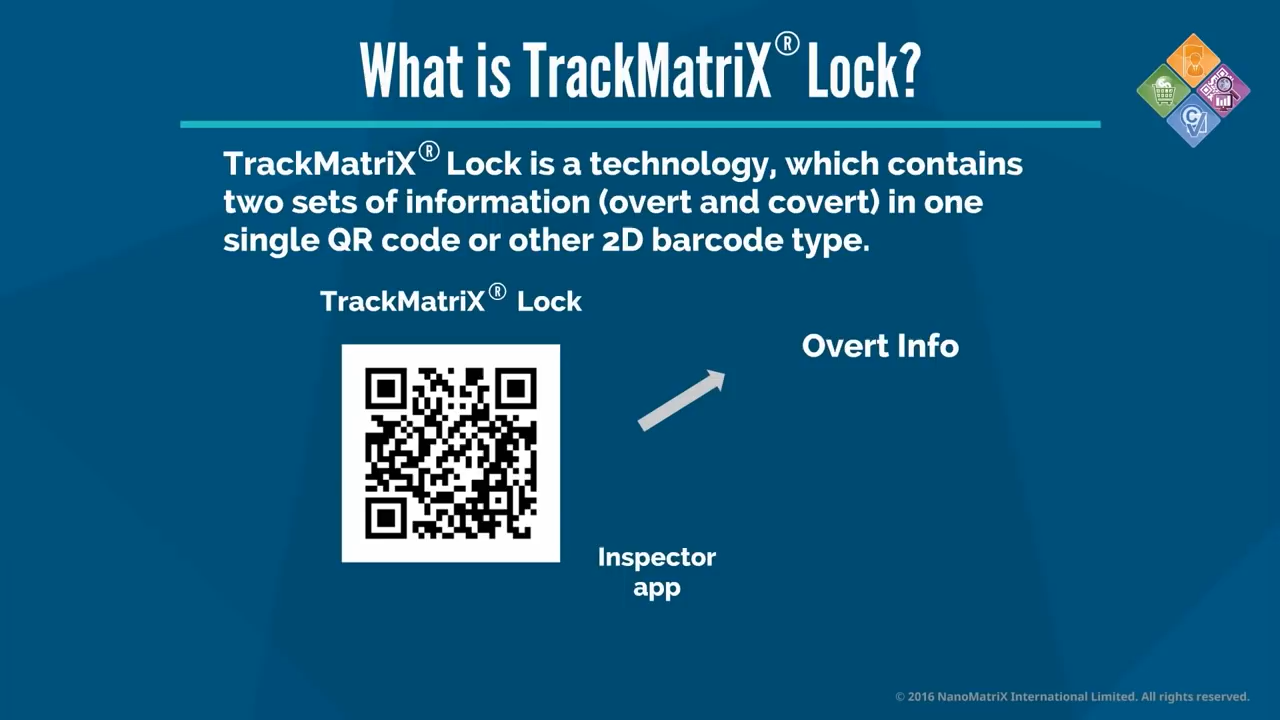 What is TrackMatriX® Lock?
TrackMatriX® Lock is a technology, which contains
two sets of information (overt and covert) in one
single QR code or other 2D barcode type.
TrackMatriX® Lock
Overt Info
Inspector
app
© 2016 NanoMatriX International Limited. All rights reserved.